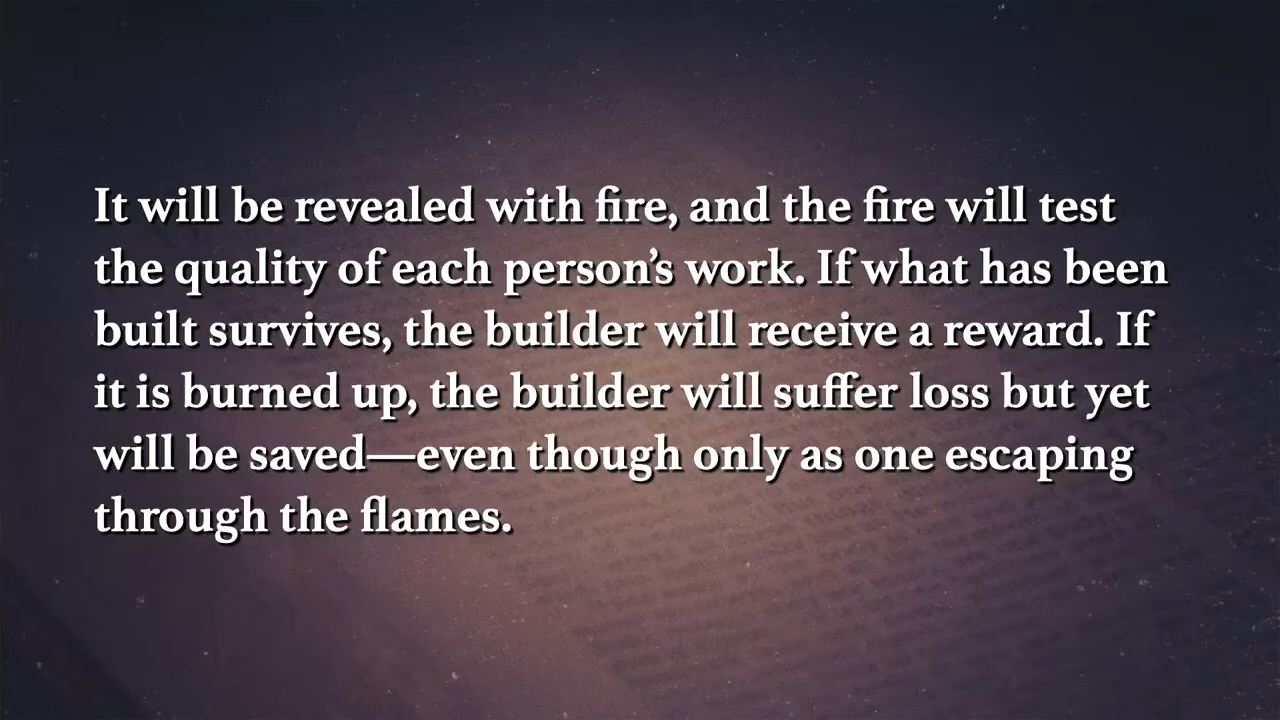 It will be revealed with fire, and the fire will test
the quality of each person’s work. If what has been
built survives, the builder will receive a reward. If
it is burned up, the builder will suffer loss but yet
will be saved—even though only as one escaping
through the flames.